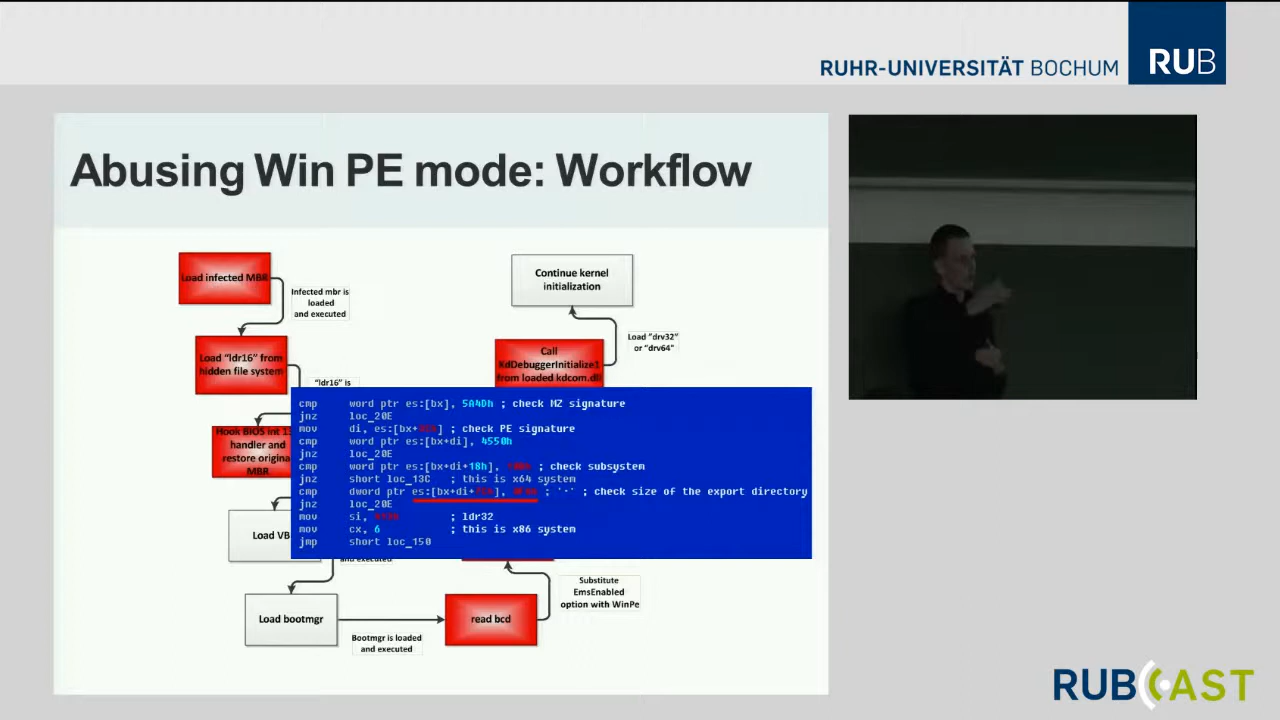 RUHR-UNIVERSITÄT BOCHUM
RUB
Abusing Win PE mode: Workflow
Load infected MBR
Infected mbr is
loaded
and executed
Load "ldr16" from
hidden file system
"ldr16" is
Hook BIOS int 13
handler and
restore original
MBR
Load VB
and executed
Load bootmgr
Bootmgr is loaded
and executed
read bcd
Substitute
EmsEnabled
option with WinPe
Call
KdDebuggerInitialize1
from loaded kdcom.dll
Load "drv32"
or "drv64"
Continue kernel
initialization
cmp word ptr es:[bx], 5A4Dh ; check MZ signature
jnz loc_20E
mov di, es:[bx+ ] ; check PE signature
cmp word ptr es:[bx+di], 4550h
jnz loc_20E
cmp word ptr es:[bx+di+18h], ; check subsystem
jnz short loc_13C ; this is x64 system
cmp dword ptr es:[bx+di+ ], ; ; check size of the export directory
jnz loc_20E
mov si, ; ldr32
mov cx, 6 ; this is x86 system
jmp short loc_150
RUBCAST